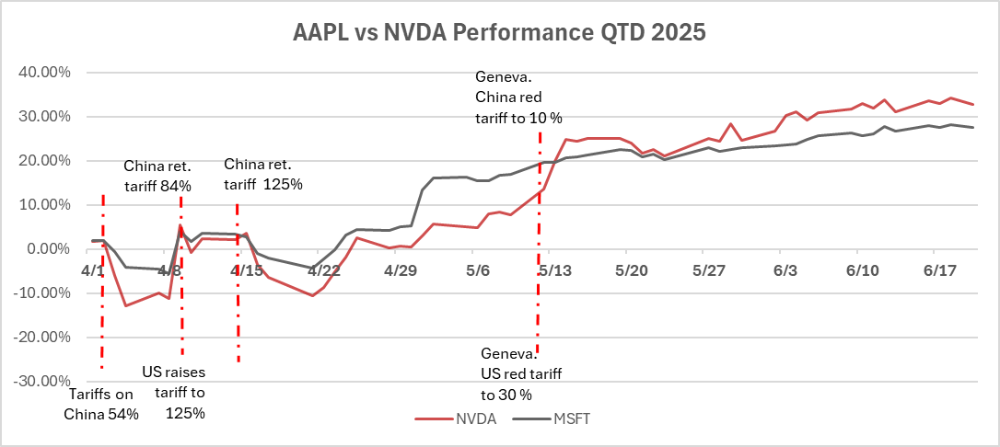 AAPL vs NVDA Performance QTD 2025
40.00%
30.00%
20.00%
10.00%
0.00%
-10.00%
-20.00%
-30.00%
Geneva.
China red
tariff to 10 %
China ret.
tariff 84%
China ret.
tariff  125%
4/1
4/8
4/15
4/22
4/29
5/6
5/13
5/20
5/27
6/3
6/10
6/17
Tariffs on
China 54%
US raises
tariff to
125%
Geneva.
US red tariff
to 30 %
NVDA
MSFT